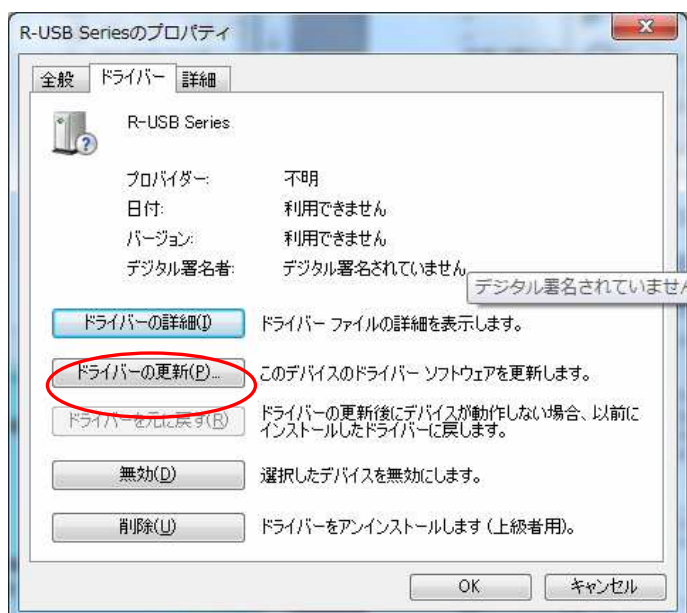 R-USB Seriesのプロパティ
全般 ドライバー 詳細
R-USB Series
プロバイダー: 不明
日付: 利用できません
バージョン: 利用できません
デジタル署名者: デジタル署名されていません
デジタル署名されていません
ドライバーの詳細(I) ドライバー ファイルの詳細を表示します。
ドライバーの更新(P)... このデバイスのドライバー ソフトウェアを更新します。
ドライバーを元に戻す(R) ドライバーの更新後にデバイスが動作しない場合、以前に
インストールしたドライバーに戻します。
無効(D) 選択したデバイスを無効にします。
削除(U) ドライバーをアンインストールします (上級者用)。
OK キャンセル